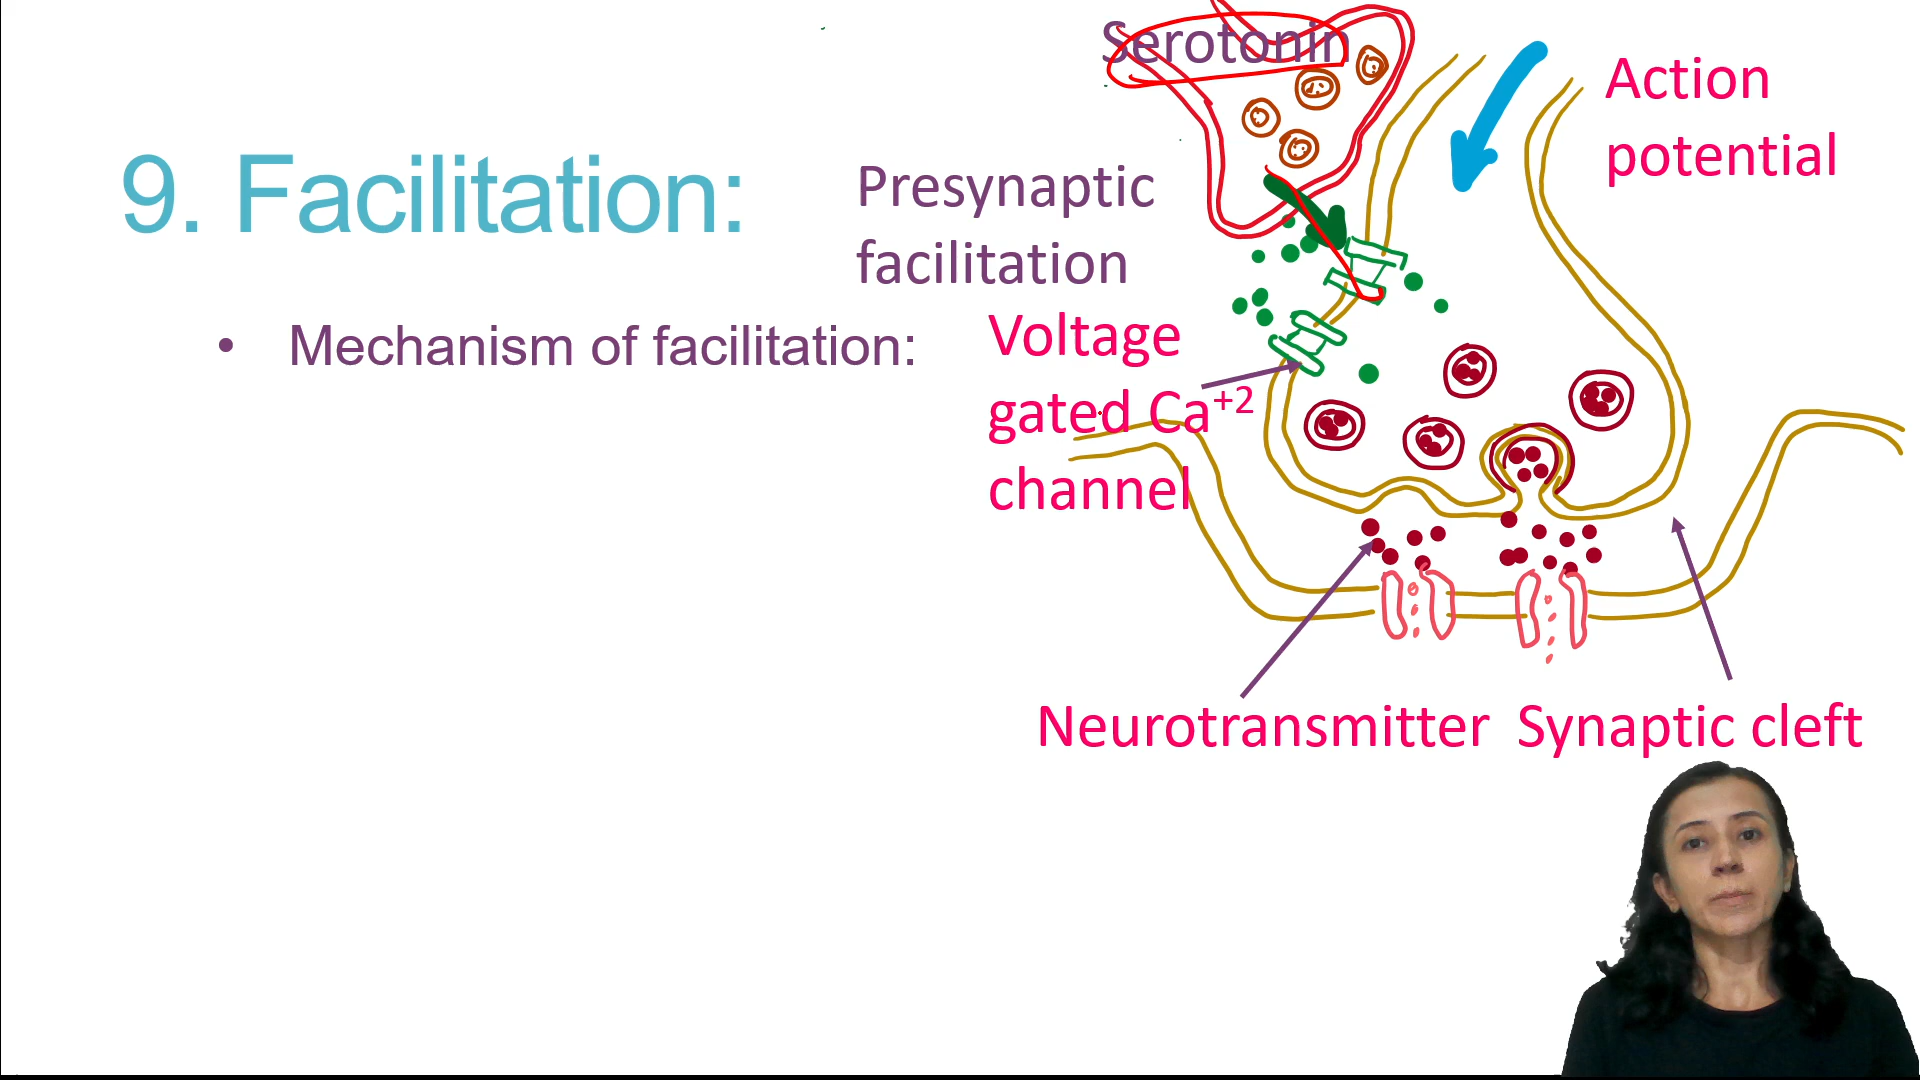 Serotonin
Action
potential
9. Facilitation:
Presynaptic
facilitation
• Mechanism of facilitation:
Voltage
gated Ca⁺²
channel
Neurotransmitter
Synaptic cleft